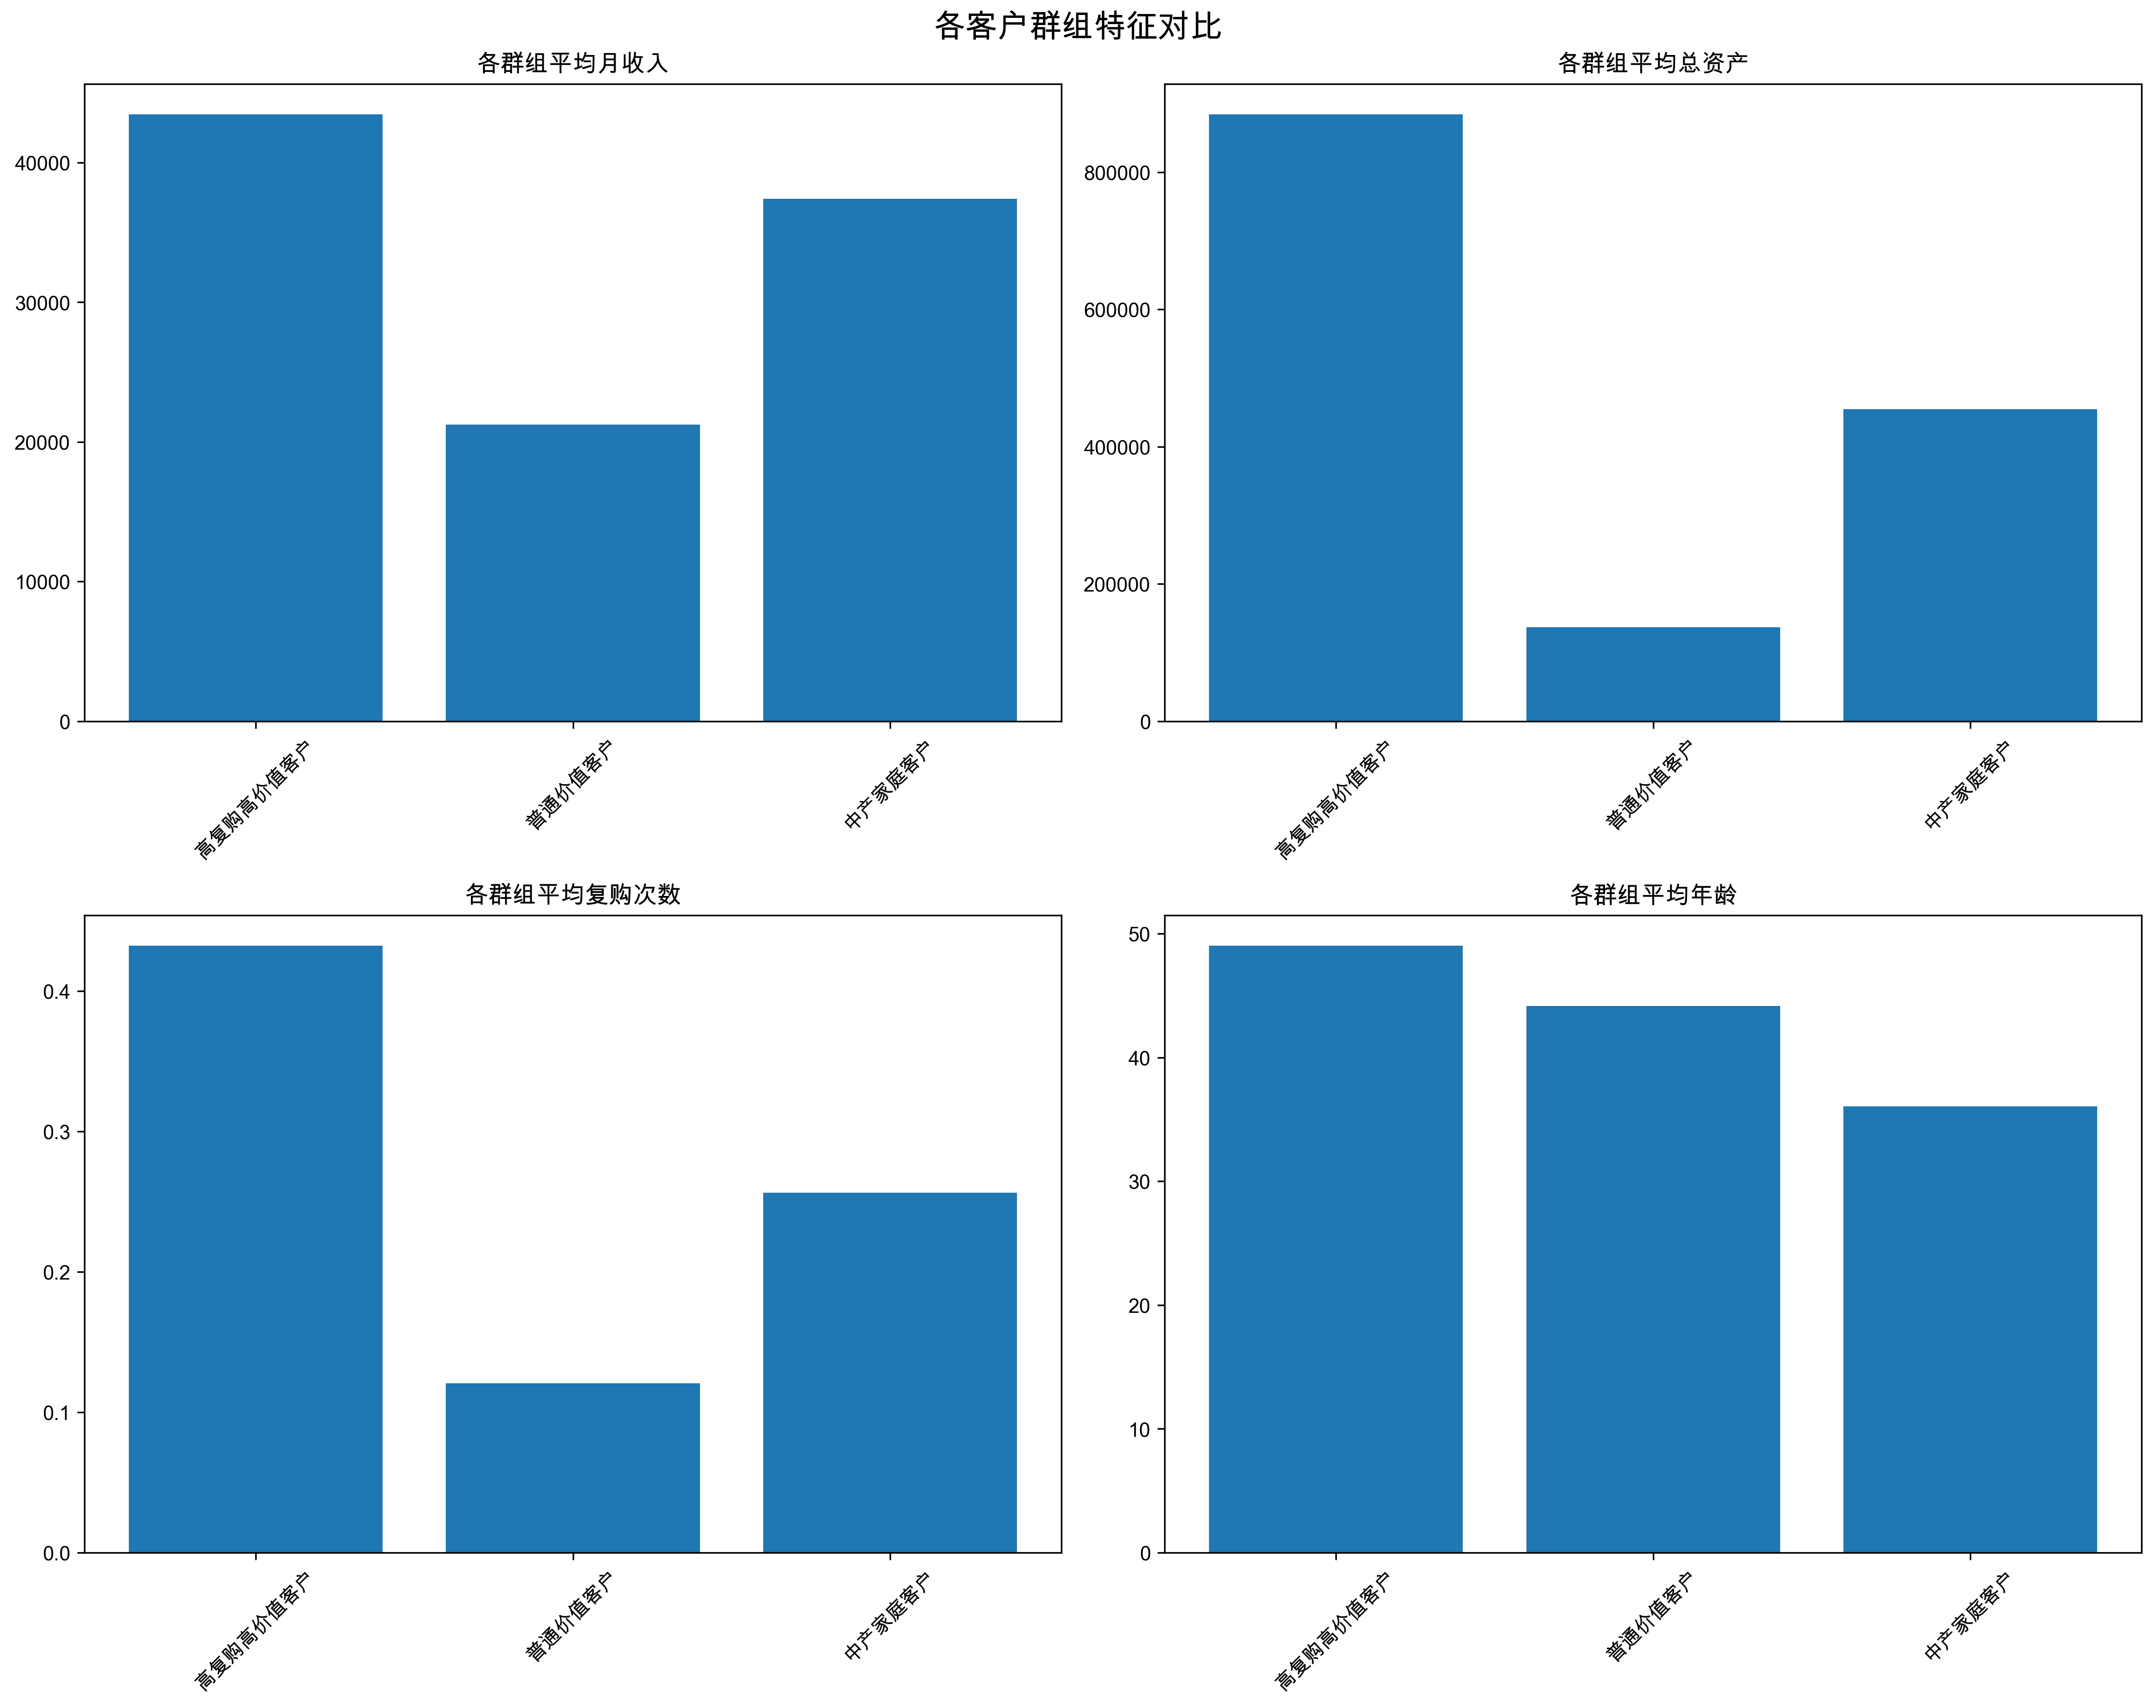 各客户群组特征对比
各群组平均月收入
40000
30000
20000
10000
0
高复购高价值客户
普通价值客户
中产家庭客户
各群组平均总资产
800000
600000
400000
200000
0
高复购高价值客户
普通价值客户
中产家庭客户
各群组平均复购次数
0.4
0.3
0.2
0.1
0.0
高复购高价值客户
普通价值客户
中产家庭客户
各群组平均年龄
50
40
30
20
10
0
高复购高价值客户
普通价值客户
中产家庭客户